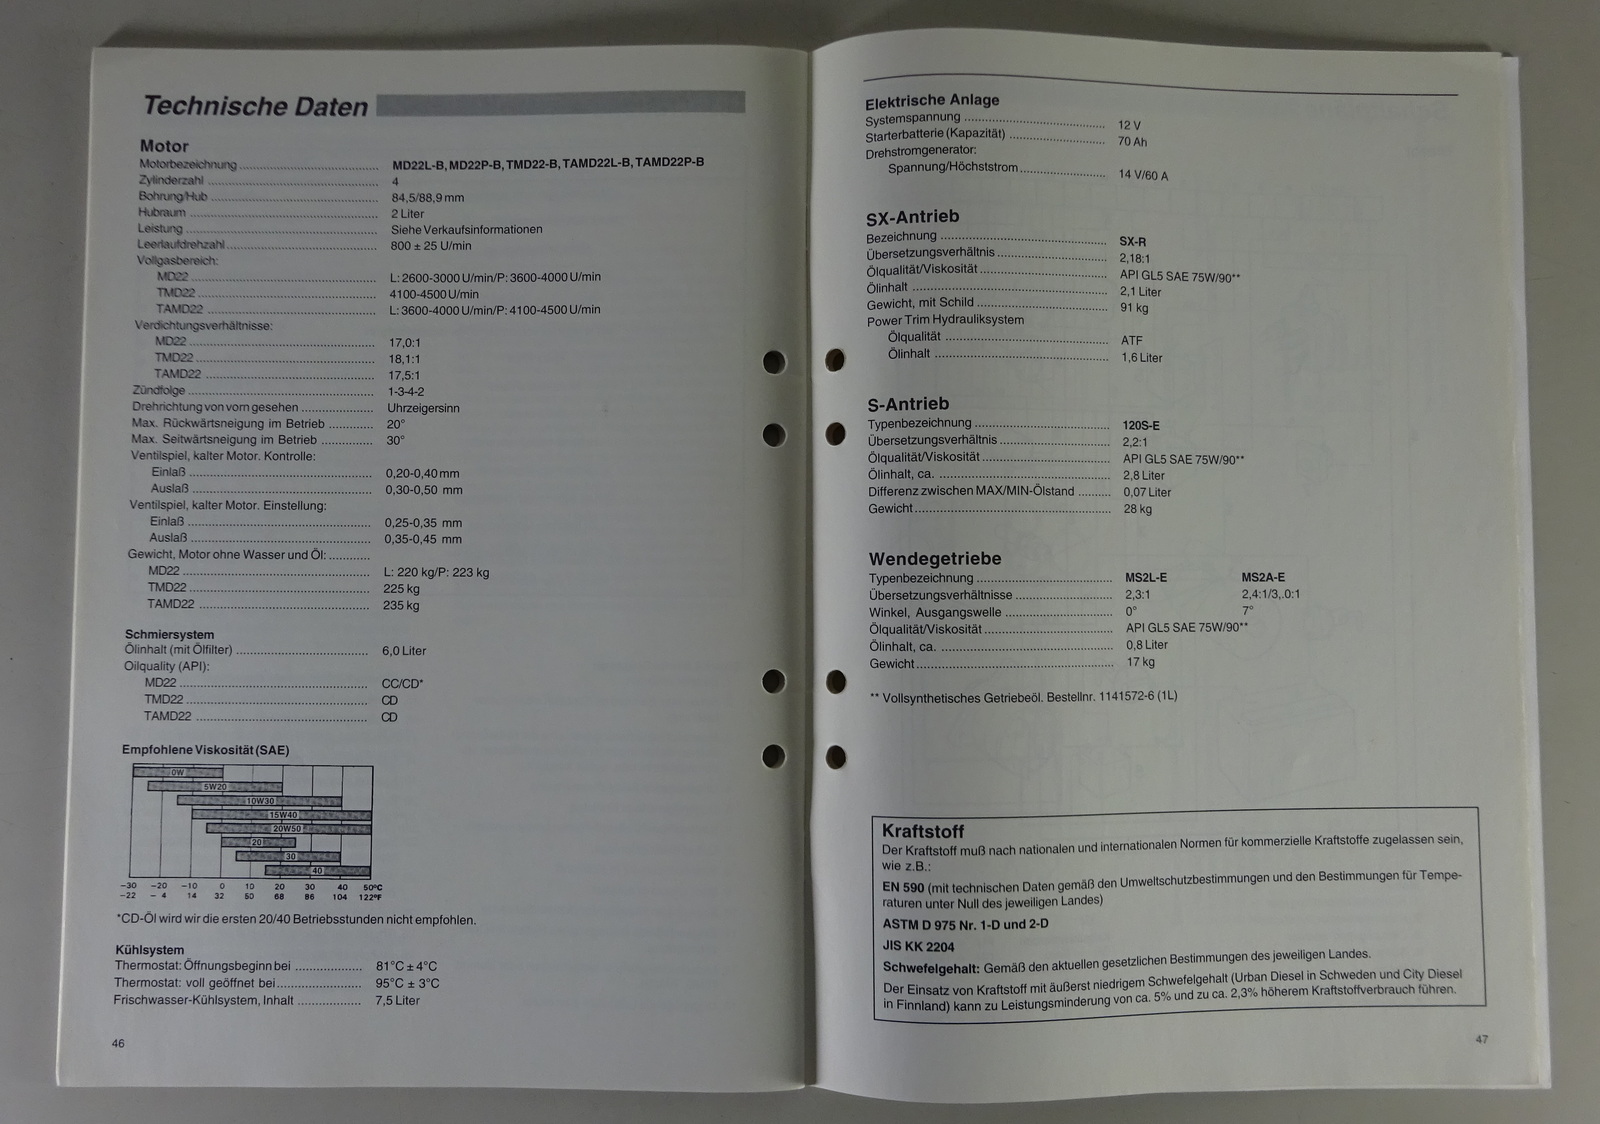 Technische Daten
Motor
Motorbezeichnung ........ MD22L-B, MD22P-B, TMD22-B, TAMD22L-B, TAMD22P-B
Zylinderzahl ........ 4
Bohrung/Hub ........ 84,5/88,9 mm
Hubraum ........ 2 Liter
Leistung ........ Siehe Verkaufsinformationen
Leerlaufdrehzahl ........ 800 ± 25 U/min
Vollgasbereich:
MD22 ........ L: 2600-3000 U/min/P: 3600-4000 U/min
TMD22 ........ 4100-4500 U/min
TAMD22 ........ L: 3600-4000 U/min/P: 4100-4500 U/min
Verdichtungsverhältnisse:
MD22 ........ 17,0:1
TMD22 ........ 18,1:1
TAMD22 ........ 17,5:1
Zündfolge ........ 1-3-4-2
Drehrichtung von vorn gesehen ........ Uhrzeigersinn
Max. Rückwärtsneigung im Betrieb ........ 20°
Max. Seitwärtsneigung im Betrieb ........ 30°
Ventilspiel, kalter Motor. Kontrolle:
Einlaß ........ 0,20-0,40 mm
Auslaß ........ 0,30-0,50 mm
Ventilspiel, kalter Motor. Einstellung:
Einlaß ........ 0,25-0,35 mm
Auslaß ........ 0,35-0,45 mm
Gewicht, Motor ohne Wasser und Öl: ........
MD22 ........ L: 220 kg/P: 223 kg
TMD22 ........ 225 kg
TAMD22 ........ 235 kg
Schmiersystem
Ölinhalt (mit Ölfilter) ........ 6,0 Liter
Oilquality (API):
MD22 ........ CC/CD*
TMD22 ........ CD
TAMD22 ........ CD
Empfohlene Viskosität (SAE)
0W
5W20
10W30
15W40
20W50
20
30
40
−30 −20 −10 0 10 20 30 40 50°C
−22 − 4 14 32 50 68 86 104 122°F
*CD-Öl wird wir die ersten 20/40 Betriebsstunden nicht empfohlen.
Kühlsystem
Thermostat: Öffnungsbeginn bei ........ 81°C ± 4°C
Thermostat: voll geöffnet bei ........ 95°C ± 3°C
Frischwasser-Kühlsystem, Inhalt ........ 7,5 Liter
46
Elektrische Anlage
Systemspannung ........ 12 V
Starterbatterie (Kapazität) ........ 70 Ah
Drehstromgenerator:
Spannung/Höchststrom ........ 14 V/60 A
SX-Antrieb
Bezeichnung ........ SX-R
Übersetzungsverhältnis ........ 2,18:1
Ölqualität/Viskosität ........ API GL5 SAE 75W/90**
Ölinhalt ........ 2,1 Liter
Gewicht, mit Schild ........ 91 kg
Power Trim Hydrauliksystem
Ölqualität ........ ATF
Ölinhalt ........ 1,6 Liter
S-Antrieb
Typenbezeichnung ........ 120S-E
Übersetzungsverhältnis ........ 2,2:1
Ölqualität/Viskosität ........ API GL5 SAE 75W/90**
Ölinhalt, ca. ........ 2,8 Liter
Differenz zwischen MAX/MIN-Ölstand ........ 0,07 Liter
Gewicht ........ 28 kg
Wendegetriebe
Typenbezeichnung ........ MS2L-E MS2A-E
Übersetzungsverhältnisse ........ 2,3:1 2,4:1/3,.0:1
Winkel, Ausgangswelle ........ 0° 7°
Ölqualität/Viskosität ........ API GL5 SAE 75W/90**
Ölinhalt, ca. ........ 0,8 Liter
Gewicht ........ 17 kg
** Vollsynthetisches Getriebeöl. Bestellnr. 1141572-6 (1L)
Kraftstoff
Der Kraftstoff muß nach nationalen und internationalen Normen für kommerzielle Kraftstoffe zugelassen sein,
wie z.B.:
EN 590 (mit technischen Daten gemäß den Umweltschutzbestimmungen und den Bestimmungen für Tempe-
raturen unter Null des jeweiligen Landes)
ASTM D 975 Nr. 1-D und 2-D
JIS KK 2204
Schwefelgehalt: Gemäß den aktuellen gesetzlichen Bestimmungen des jeweiligen Landes.
Der Einsatz von Kraftstoff mit äußerst niedrigem Schwefelgehalt (Urban Diesel in Schweden und City Diesel
in Finnland) kann zu Leistungsminderung von ca. 5% und zu ca. 2,3% höherem Kraftstoffverbrauch führen.
47